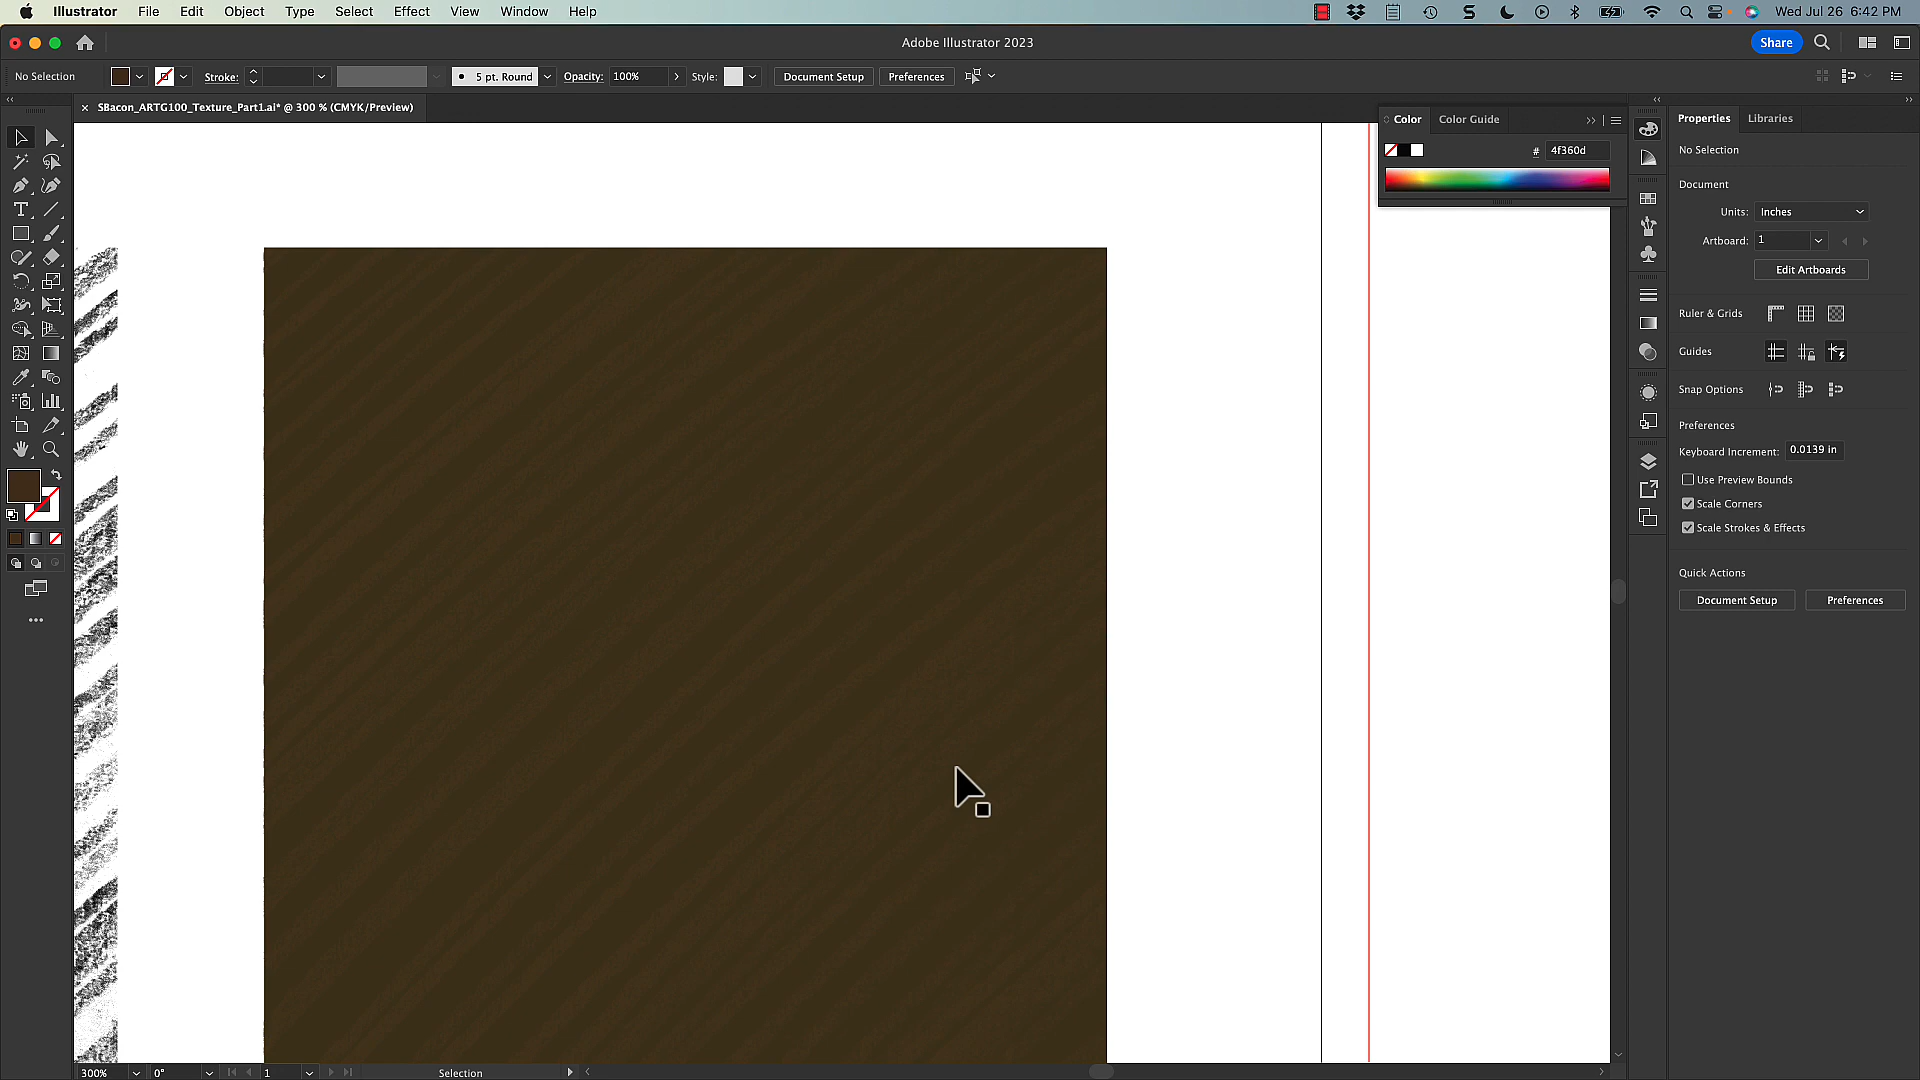 Illustrator File Edit Object Type Select Effect View Window Help
Wed Jul 26 6:42 PM
Adobe Illustrator 2023
Share
No Selection
Stroke:
5 pt. Round
Opacity: 100%
Style:
Document Setup
Preferences
SBacon_ARTG100_Texture_Part1.ai* @ 300 % (CMYK/Preview)
Color
Color Guide
# 4f360d
Properties
Libraries
No Selection
Document
Units: Inches
Artboard: 1
Edit Artboards
Ruler & Grids
Guides
Snap Options
Preferences
Keyboard Increment: 0.0139 in
Use Preview Bounds
Scale Corners
Scale Strokes & Effects
Quick Actions
Document Setup
Preferences
300%
0°
1
Selection